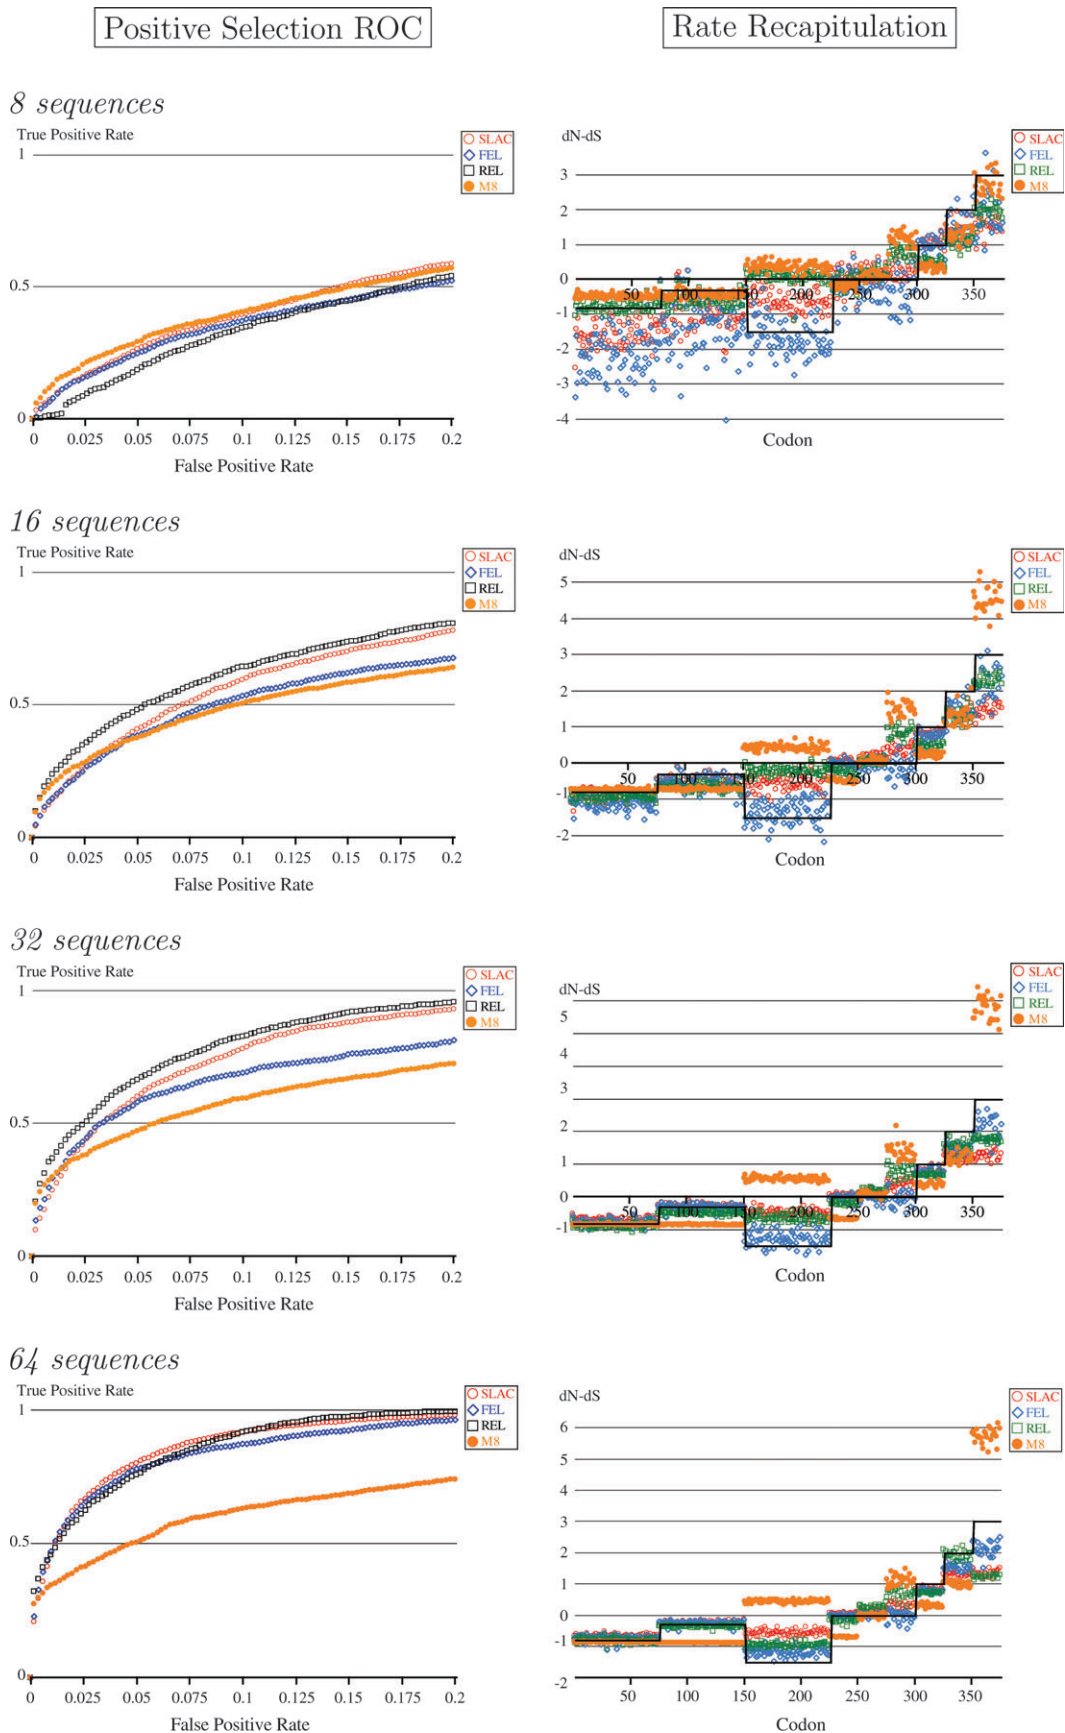 Positive Selection ROC
Rate Recapitulation
8 sequences
True Positive Rate
1
0.5
0
SLAC
FEL
REL
M8
0 0.025 0.05 0.075 0.1 0.125 0.15 0.175 0.2
False Positive Rate
dN-dS
3
2
1
0
-1
-2
-3
-4
50 100 150 200 250 300 350
Codon
SLAC
FEL
REL
M8
16 sequences
True Positive Rate
1
0.5
0
SLAC
FEL
REL
M8
0 0.025 0.05 0.075 0.1 0.125 0.15 0.175 0.2
False Positive Rate
dN-dS
5
4
3
2
1
0
-1
-2
50 100 150 200 250 300 350
Codon
SLAC
FEL
REL
M8
32 sequences
True Positive Rate
1
0.5
0
SLAC
FEL
REL
M8
0 0.025 0.05 0.075 0.1 0.125 0.15 0.175 0.2
False Positive Rate
dN-dS
5
4
3
2
1
0
-1
50 100 150 200 250 300 350
Codon
SLAC
FEL
REL
M8
64 sequences
True Positive Rate
1
0.5
0
SLAC
FEL
REL
M8
0 0.025 0.05 0.075 0.1 0.125 0.15 0.175 0.2
False Positive Rate
dN-dS
6
5
4
3
2
1
0
-1
-2
50 100 150 200 250 300 350
Codon
SLAC
FEL
REL
M8